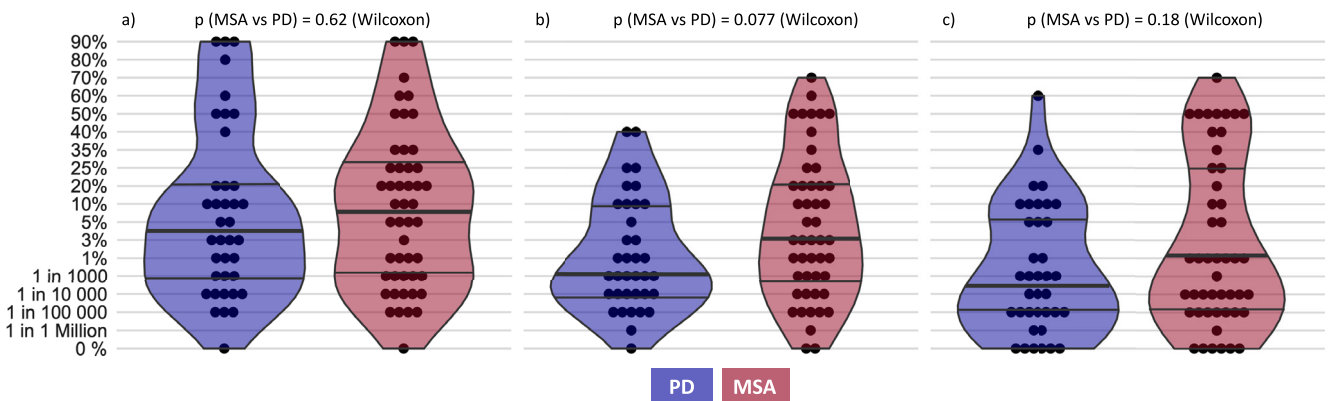 a) p (MSA vs PD) = 0.62 (Wilcoxon) b) p (MSA vs PD) = 0.077 (Wilcoxon) c) p (MSA vs PD) = 0.18 (Wilcoxon)
90%
80%
70%
60%
50%
40%
35%
25%
20%
10%
5%
3%
1%
1 in 1000
1 in 10 000
1 in 100 000
1 in 1 Million
0 %
PD MSA